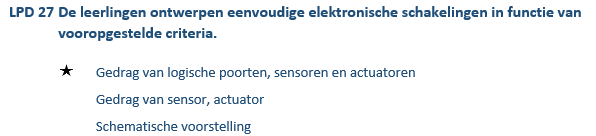 LPD 27 De leerlingen ontwerpen eenvoudige elektronische schakelingen in functie van
vooropgestelde criteria.
★ Gedrag van logische poorten, sensoren en actuatoren
Gedrag van sensor, actuator
Schematische voorstelling